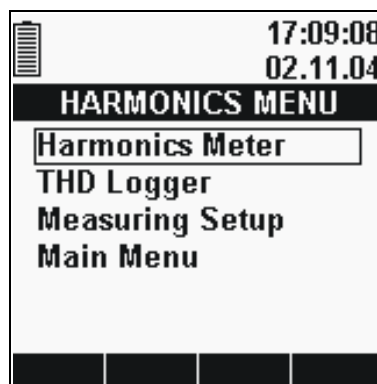 17:09:08
02.11.04
HARMONICS MENU
Harmonics Meter
THD Logger
Measuring Setup
Main Menu